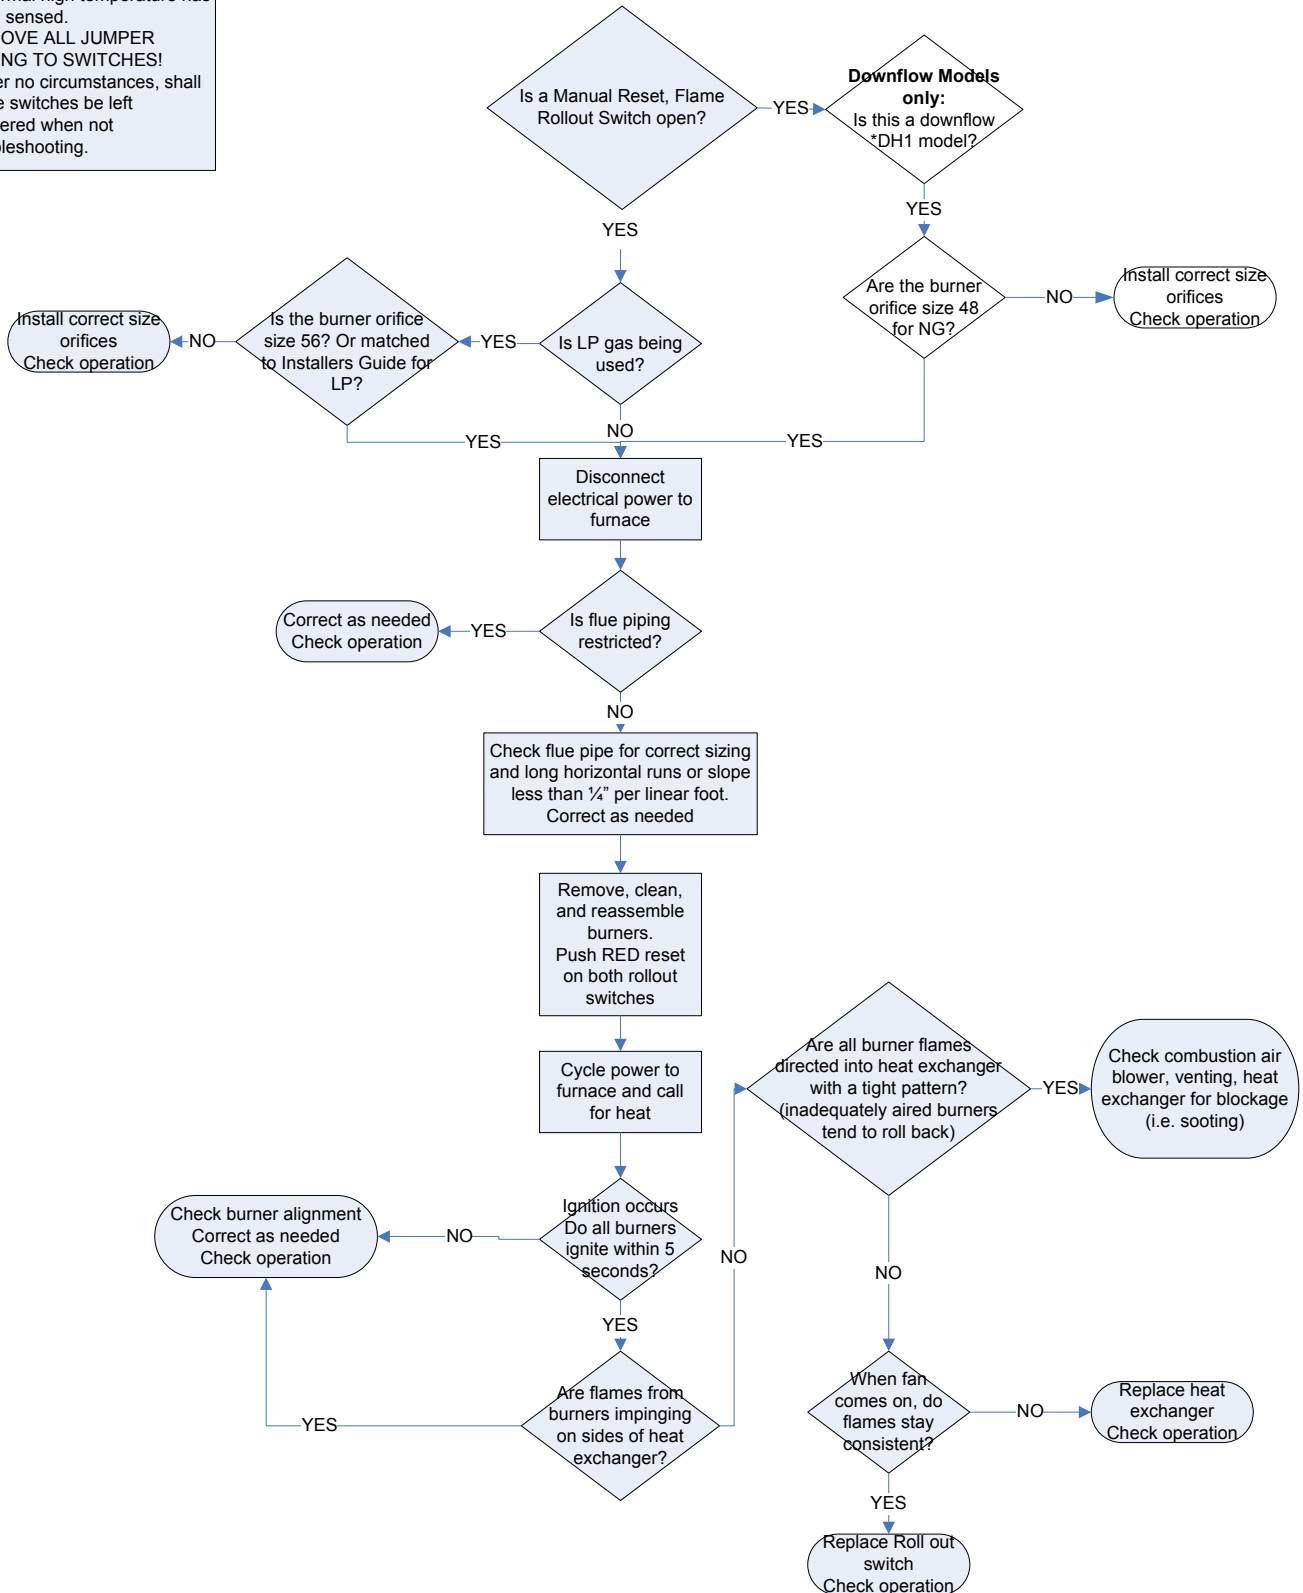 sensed.
NG TO SWITCHES!
no circumstances, shall
switches be left
when not
Is a Manual Reset, Flame
Rollout Switch open?
YES
Downflow Models
only:
Is this a downflow
*DH1 model?
YES
YES
Are the burner
orifice size 48
for NG?
NO
Install correct size
orifices
Check operation
Install correct size
orifices
Check operation
NO
Is the burner orifice
size 56? Or matched
to Installers Guide for
LP?
YES
Is LP gas being
used?
YES
NO
YES
Disconnect
electrical power to
furnace
Correct as needed
Check operation
YES
Is flue piping
restricted?
NO
Check flue pipe for correct sizing
and long horizontal runs or slope
less than ¼” per linear foot.
Correct as needed
Remove, clean,
and reassemble
burners.
Push RED reset
on both rollout
switches
Cycle power to
furnace and call
for heat
Are all burner flames
directed into heat exchanger
with a tight pattern?
(inadequately aired burners
tend to roll back)
YES
Check combustion air
blower, venting, heat
exchanger for blockage
(i.e. sooting)
Check burner alignment
Correct as needed
Check operation
NO
Ignition occurs
Do all burners
ignite within 5
seconds?
NO
NO
YES
Are flames from
burners impinging
on sides of heat
exchanger?
YES
When fan
comes on, do
flames stay
consistent?
NO
Replace heat
exchanger
Check operation
YES
Replace Roll out
switch
Check operation